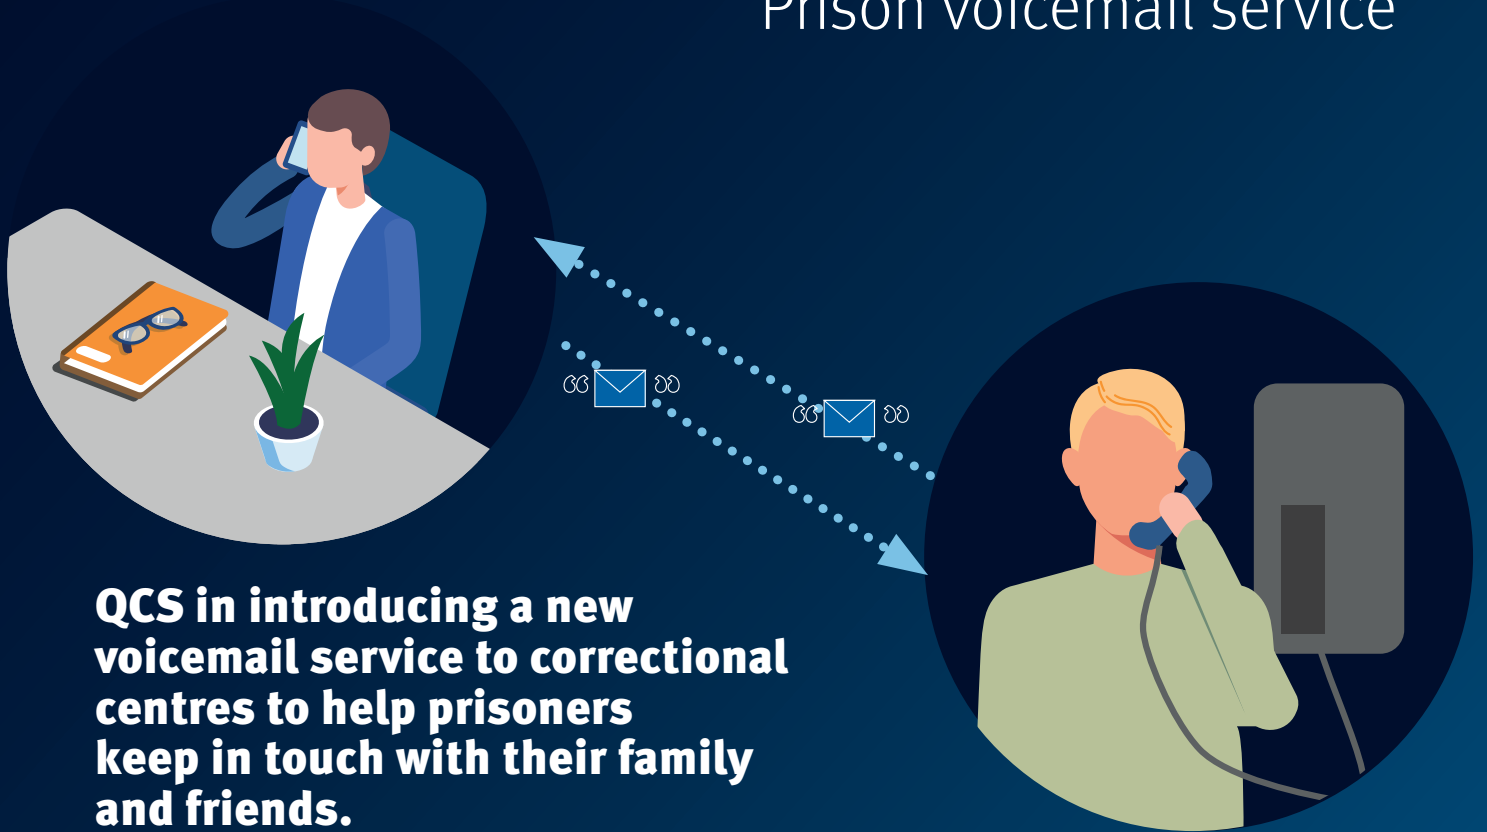 Prison voicemail service
QCS in introducing a new
voicemail service to correctional
centres to help prisoners
keep in touch with their family
and friends.